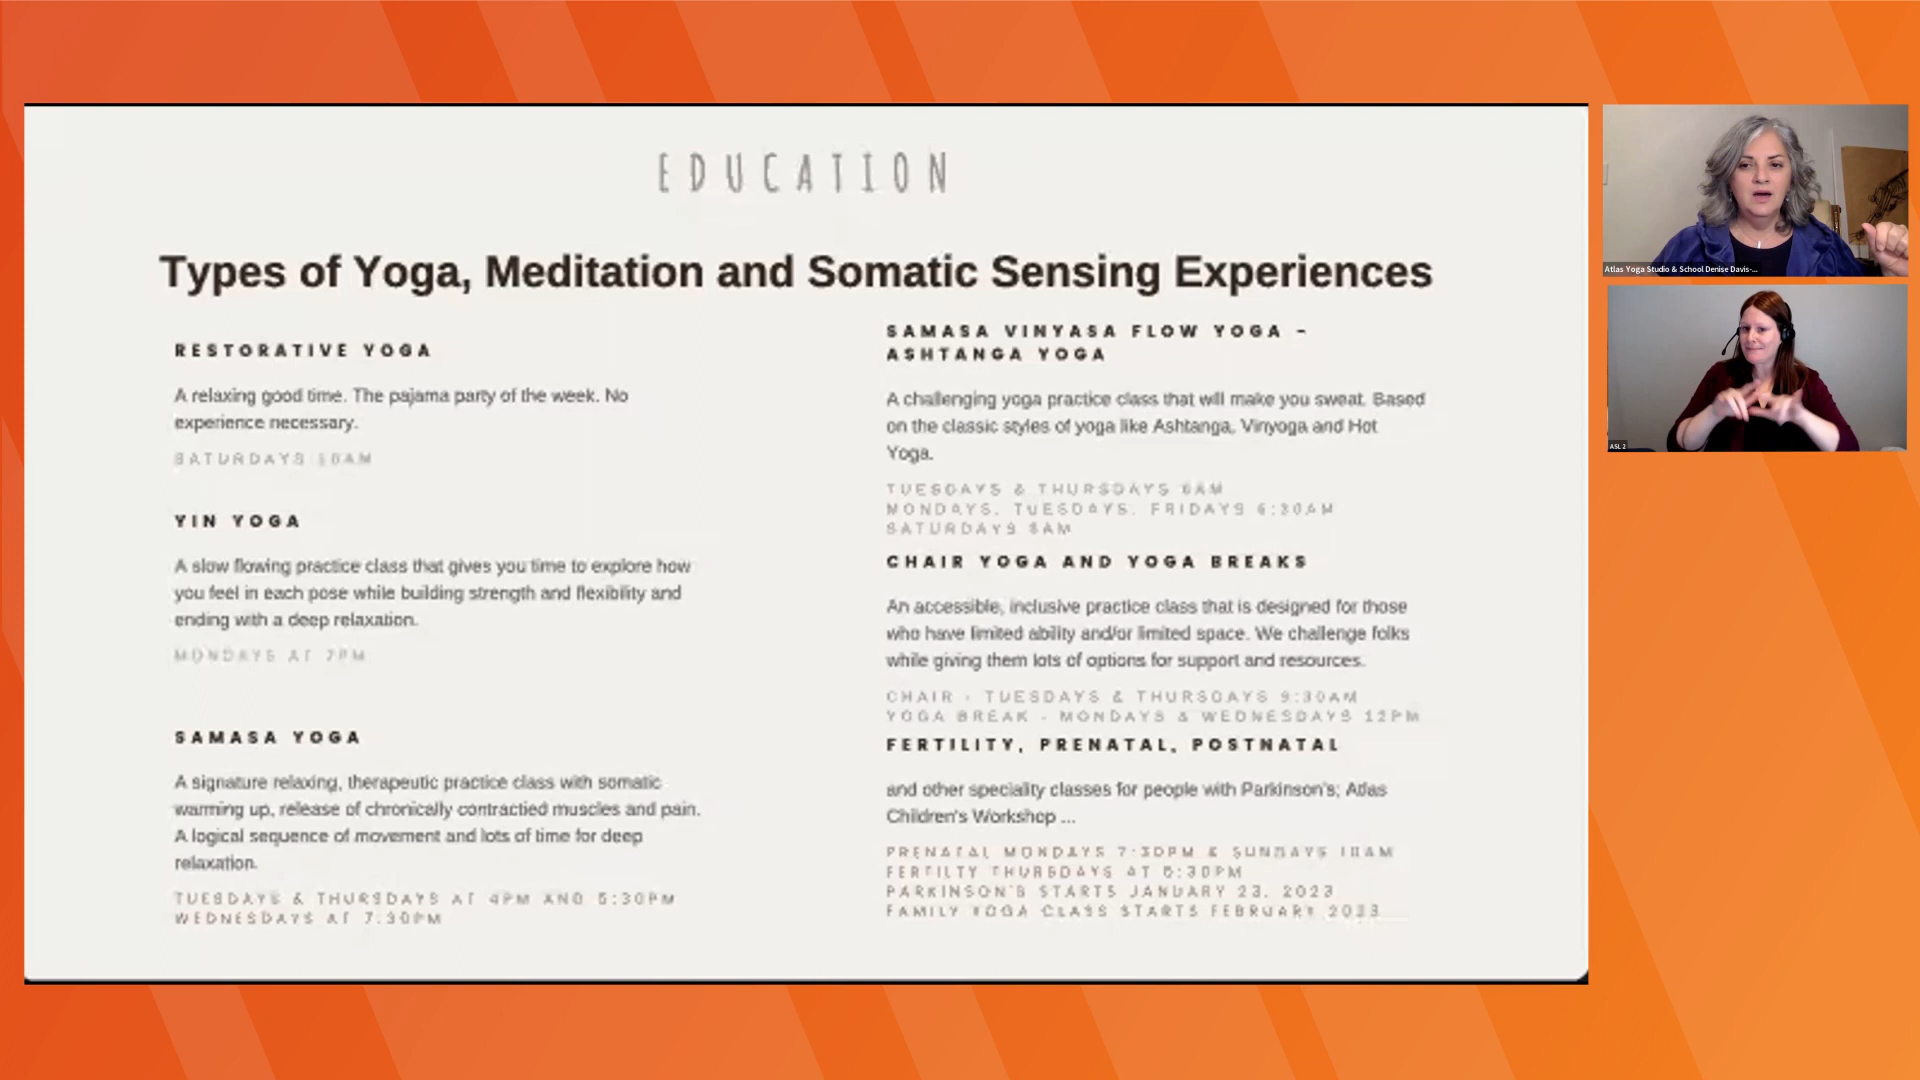 EDUCATION
Types of Yoga, Meditation and Somatic Sensing Experiences
RESTORATIVE YOGA
A relaxing good time. The pajama party of the week. No
experience necessary.
SATURDAYS 10AM
YIN YOGA
A slow flowing practice class that gives you time to explore how
you feel in each pose while building strength and flexibility and
ending with a deep relaxation.
MONDAYS AT 7PM
SAMASA YOGA
A signature relaxing, therapeutic practice class with somatic
warming up, release of chronically contractied muscles and pain.
A logical sequence of movement and lots of time for deep
relaxation.
TUESDAYS & THURSDAYS AT 4PM AND 5:30PM
WEDNESDAYS AT 7:30PM
SAMASA VINYASA FLOW YOGA -
ASHTANGA YOGA
A challenging yoga practice class that will make you sweat. Based
on the classic styles of yoga like Ashtanga, Vinyoga and Hot
Yoga.
TUESDAYS & THURSDAYS 6AM
MONDAYS, TUESDAYS, FRIDAYS 6:30AM
SATURDAYS 8AM
CHAIR YOGA AND YOGA BREAKS
An accessible, inclusive practice class that is designed for those
who have limited ability and/or limited space. We challenge folks
while giving them lots of options for support and resources.
CHAIR - TUESDAYS & THURSDAYS 9:30AM
YOGA BREAK - MONDAYS & WEDNESDAYS 12PM
FERTILITY, PRENATAL, POSTNATAL
and other speciality classes for people with Parkinson's; Atlas
Children's Workshop ...
PRENATAL MONDAYS 7:30PM & SUNDAYS 10AM
FERTILTY THURSDAYS AT 5:30PM
PARKINSON'S STARTS JANUARY 23, 2023
FAMILY YOGA CLASS STARTS FEBRUARY 2023
Atlas Yoga Studio & School Denise Davis-...
ASL 2